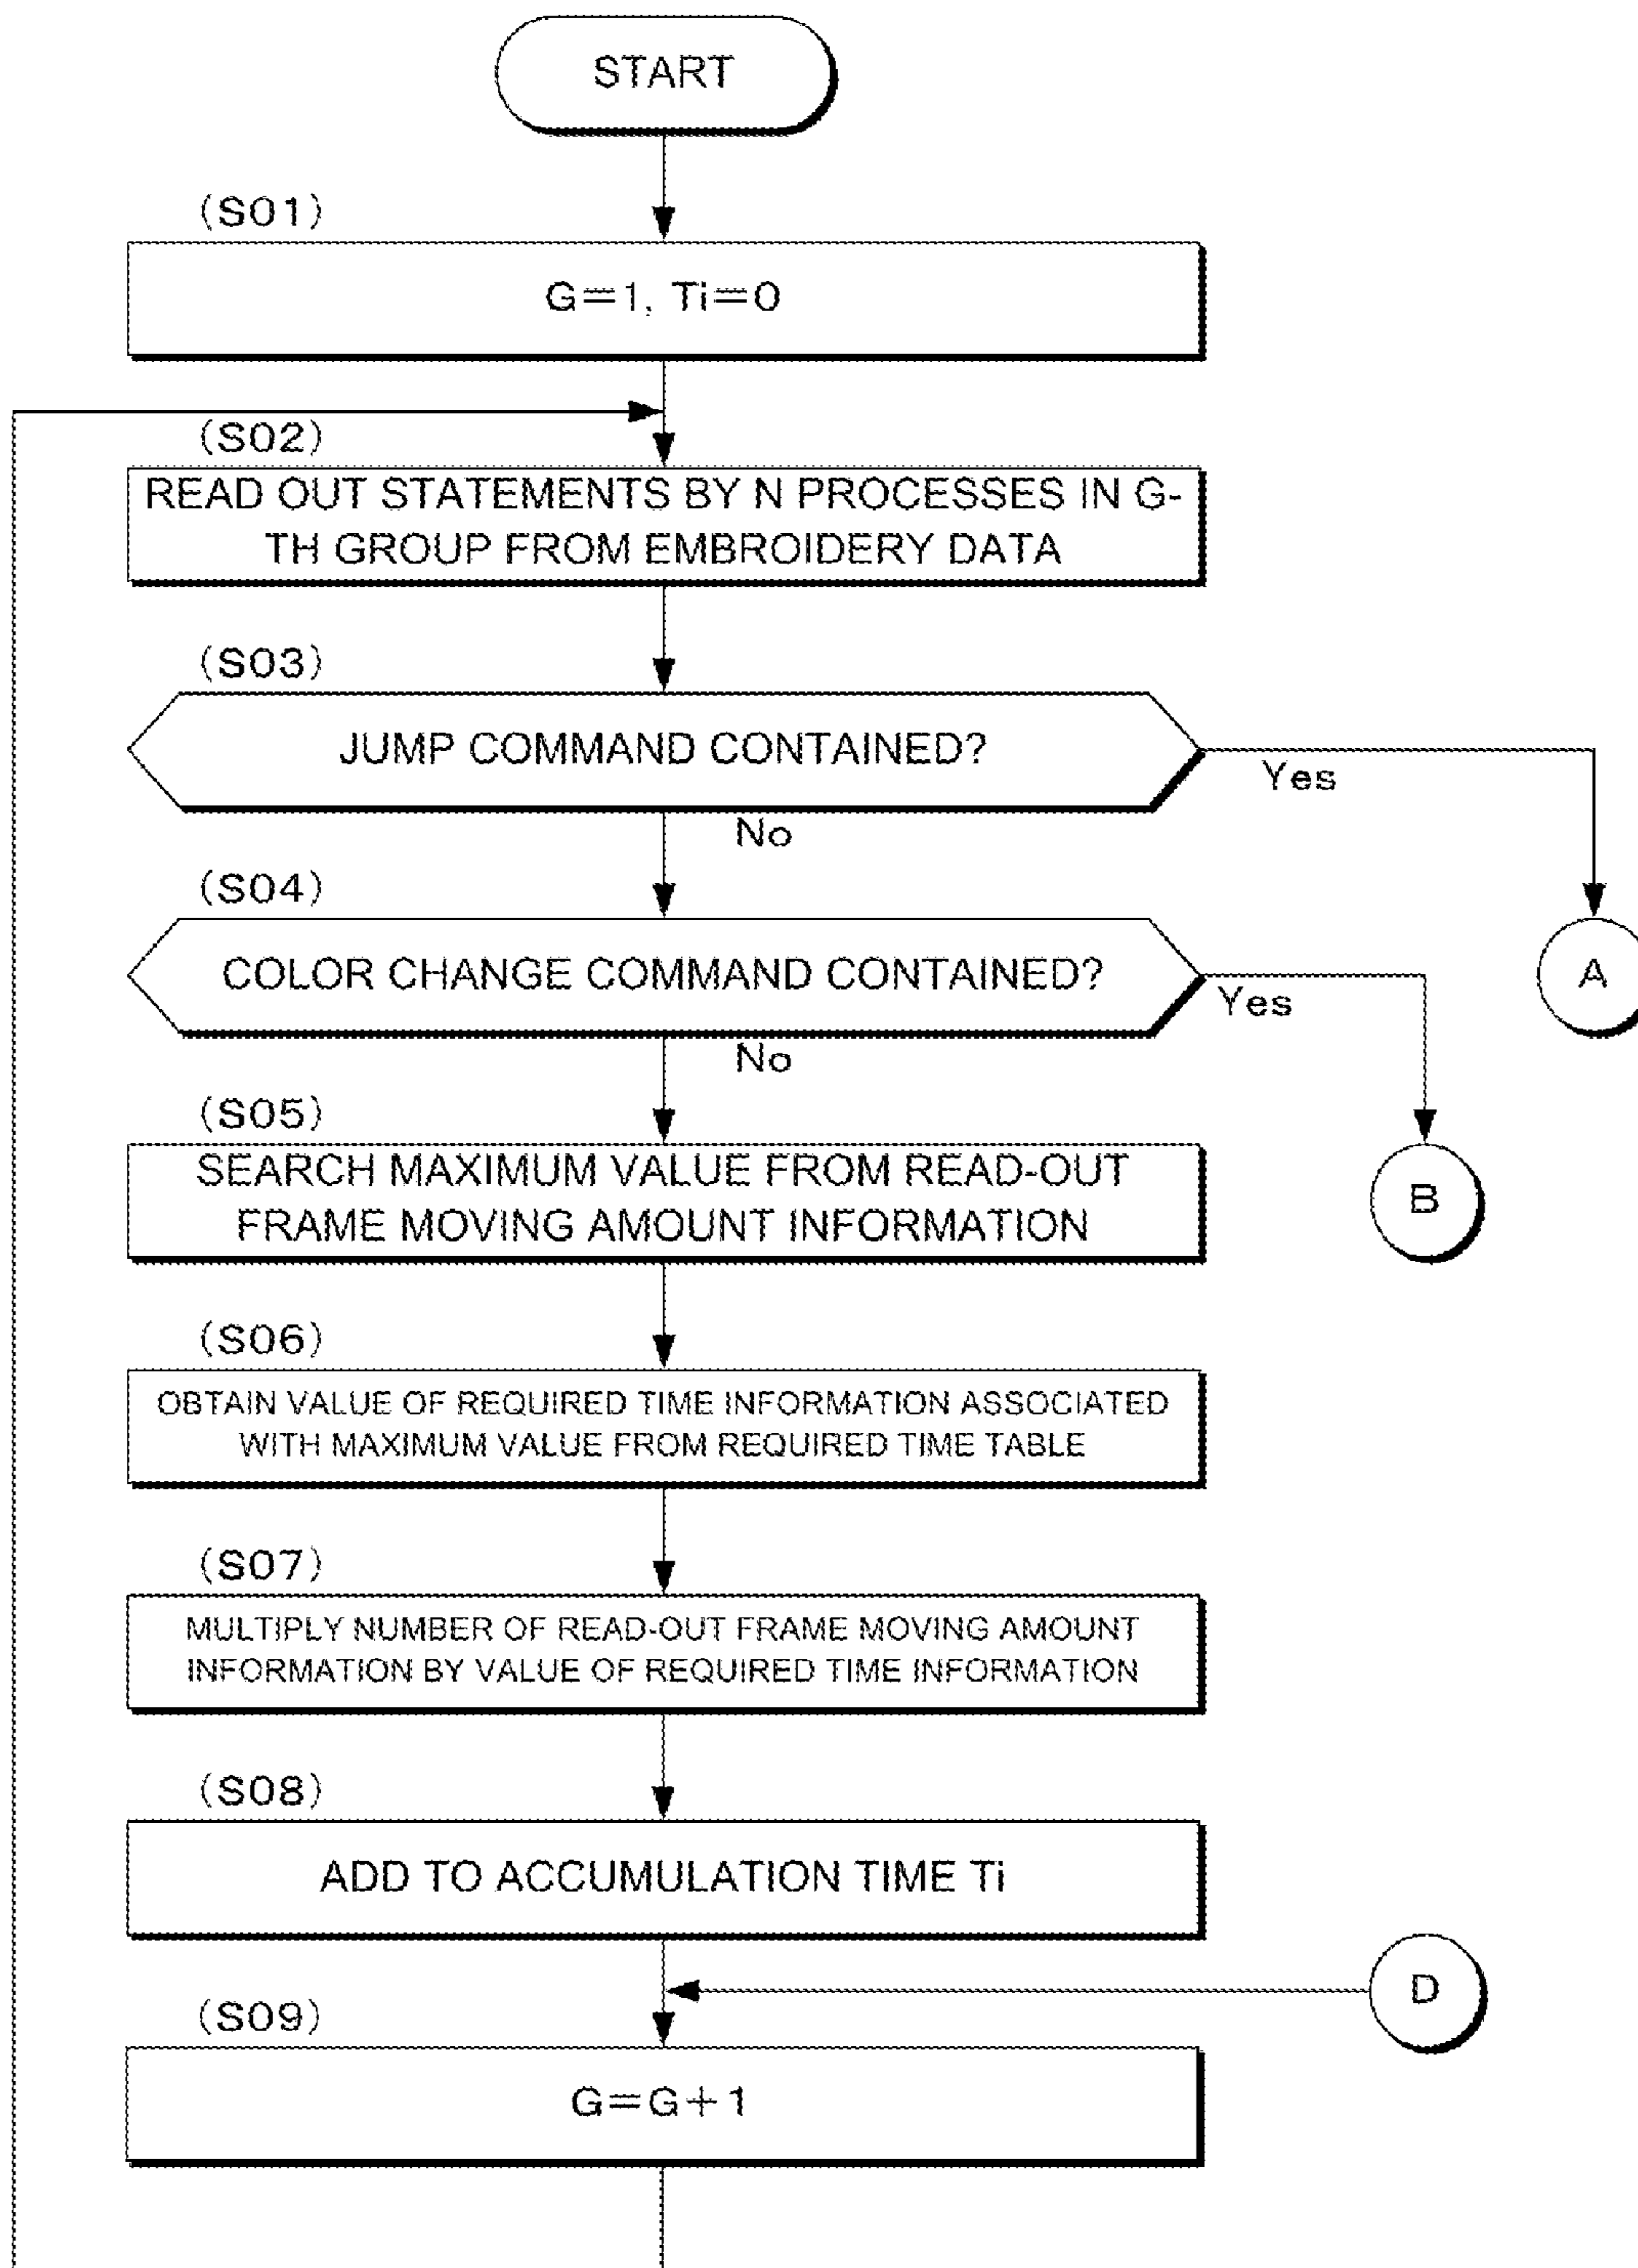 START
(S01)
G=1, Ti=0
(S02)
READ OUT STATEMENTS BY N PROCESSES IN G-
TH GROUP FROM EMBROIDERY DATA
(S03)
JUMP COMMAND CONTAINED?
Yes
No
(S04)
COLOR CHANGE COMMAND CONTAINED?
A
Yes
No
(S05)
SEARCH MAXIMUM VALUE FROM READ-OUT
FRAME MOVING AMOUNT INFORMATION
B
(S06)
OBTAIN VALUE OF REQUIRED TIME INFORMATION ASSOCIATED
WITH MAXIMUM VALUE FROM REQUIRED TIME TABLE
(S07)
MULTIPLY NUMBER OF READ-OUT FRAME MOVING AMOUNT
INFORMATION BY VALUE OF REQUIRED TIME INFORMATION
(S08)
ADD TO ACCUMULATION TIME Ti
D
(S09)
G=G+1